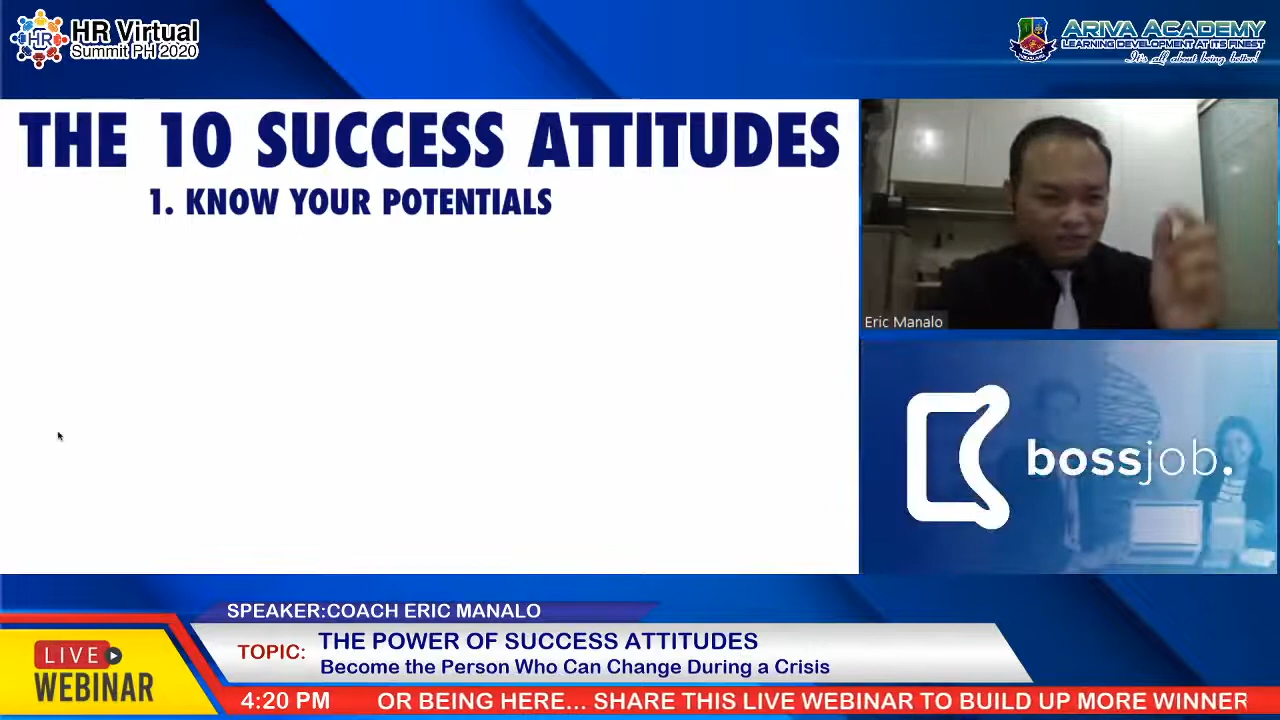 HR Virtual
Summit PH 2020
HR
ARIVA ACADEMY
LEARNING DEVELOPMENT AT ITS FINEST
It's all about being better!
THE 10 SUCCESS ATTITUDES
1. KNOW YOUR POTENTIALS
Eric Manalo
bossjob.
SPEAKER:COACH ERIC MANALO
TOPIC: THE POWER OF SUCCESS ATTITUDES
Become the Person Who Can Change During a Crisis
LIVE
WEBINAR
4:20 PM OR BEING HERE... SHARE THIS LIVE WEBINAR TO BUILD UP MORE WINNER